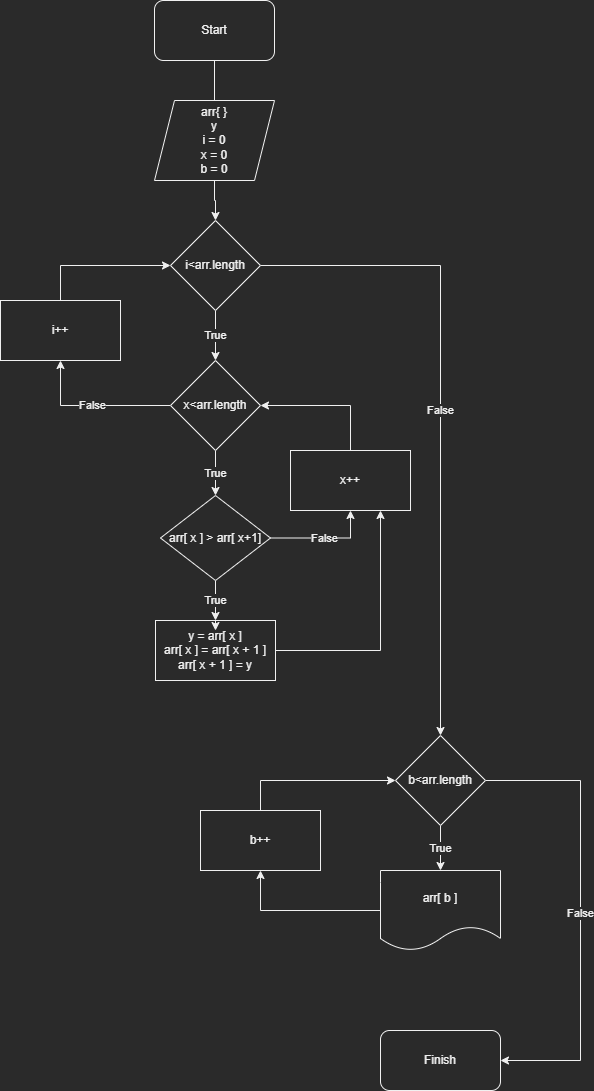 Start
arr{ }
y
i = 0
x = 0
b = 0
i<arr.length
i++
True
False
x<arr.length
False
True
x++
arr[ x ] > arr[ x+1]
False
True
y = arr[ x ]
arr[ x ] = arr[ x + 1 ]
arr[ x + 1 ] = y
b<arr.length
b++
True
arr[ b ]
False
Finish